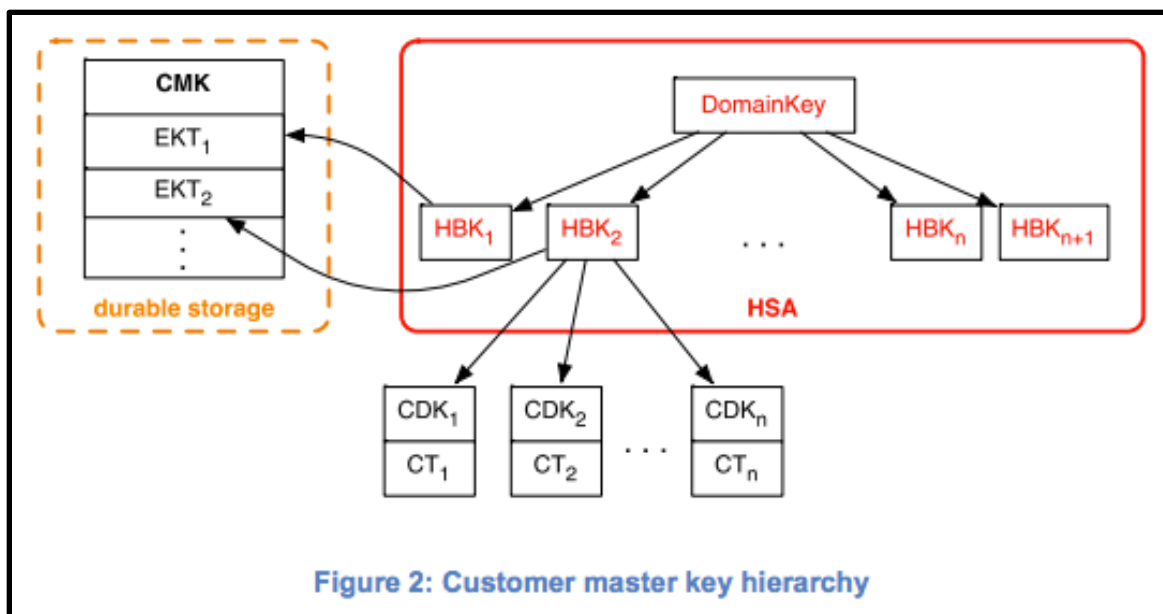 CMK
EKT₁
EKT₂
⋮
durable storage
DomainKey
HBK₁ HBK₂ . . . HBKₙ HBKₙ₊₁
HSA
CDK₁ CDK₂ CDKₙ
. . .
CT₁ CT₂ CTₙ
Figure 2: Customer master key hierarchy